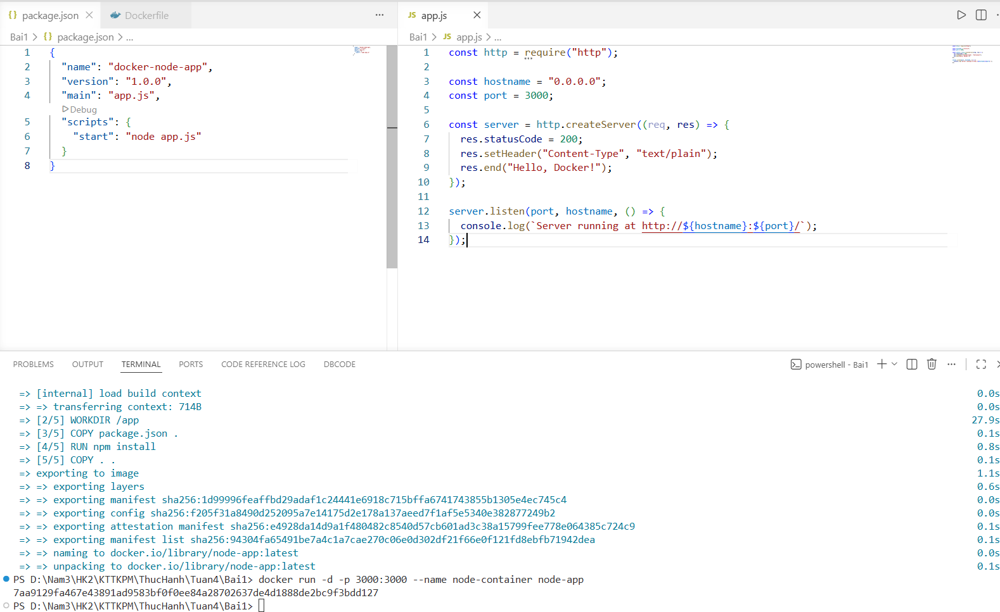 package.json
Dockerfile
Bai1 > package.json > ...
1 {
2 "name": "docker-node-app",
3 "version": "1.0.0",
4 "main": "app.js",
Debug
5 "scripts": {
6 "start": "node app.js"
7 }
8 }
JS app.js
Bai1 > JS app.js > ...
1 const http = require("http");
2
3 const hostname = "0.0.0.0";
4 const port = 3000;
5
6 const server = http.createServer((req, res) => {
7 res.statusCode = 200;
8 res.setHeader("Content-Type", "text/plain");
9 res.end("Hello, Docker!");
10 });
11
12 server.listen(port, hostname, () => {
13 console.log(`Server running at http://${hostname}:${port}/`);
14 });
PROBLEMS OUTPUT TERMINAL PORTS CODE REFERENCE LOG DBCODE powershell - Bai1
=> [internal] load build context 0.0s
=> => transferring context: 714B 0.0s
=> [2/5] WORKDIR /app 27.9s
=> [3/5] COPY package.json . 0.1s
=> [4/5] RUN npm install 0.8s
=> [5/5] COPY . . 0.1s
=> exporting to image 1.1s
=> => exporting layers 0.6s
=> => exporting manifest sha256:1d99996feaffbd29adaf1c24441e6918c715bffa6741743855b1305e4ec745c4 0.0s
=> => exporting config sha256:f205f31a8490d252095a7e14175d2e178a137aeed7f1af5e5340e382877249b2 0.0s
=> => exporting attestation manifest sha256:e4928da14d9a1f480482c8540d57cb601ad3c38a15799fee778e064385c724c9 0.1s
=> => exporting manifest list sha256:94304fa65491be7a4c1a7cae270c06e0d302df21f66e0f121fd8ebfb71942dea 0.1s
=> => naming to docker.io/library/node-app:latest 0.0s
=> => unpacking to docker.io/library/node-app:latest 0.1s
PS D:\Nam3\HK2\KTTKPM\ThucHanh\Tuan4\Bai1> docker run -d -p 3000:3000 --name node-container node-app
7aa9129fa467e43891ad9583bf0f0ee84a28702637de4d1888de2bc9f3bdd127
PS D:\Nam3\HK2\KTTKPM\ThucHanh\Tuan4\Bai1>